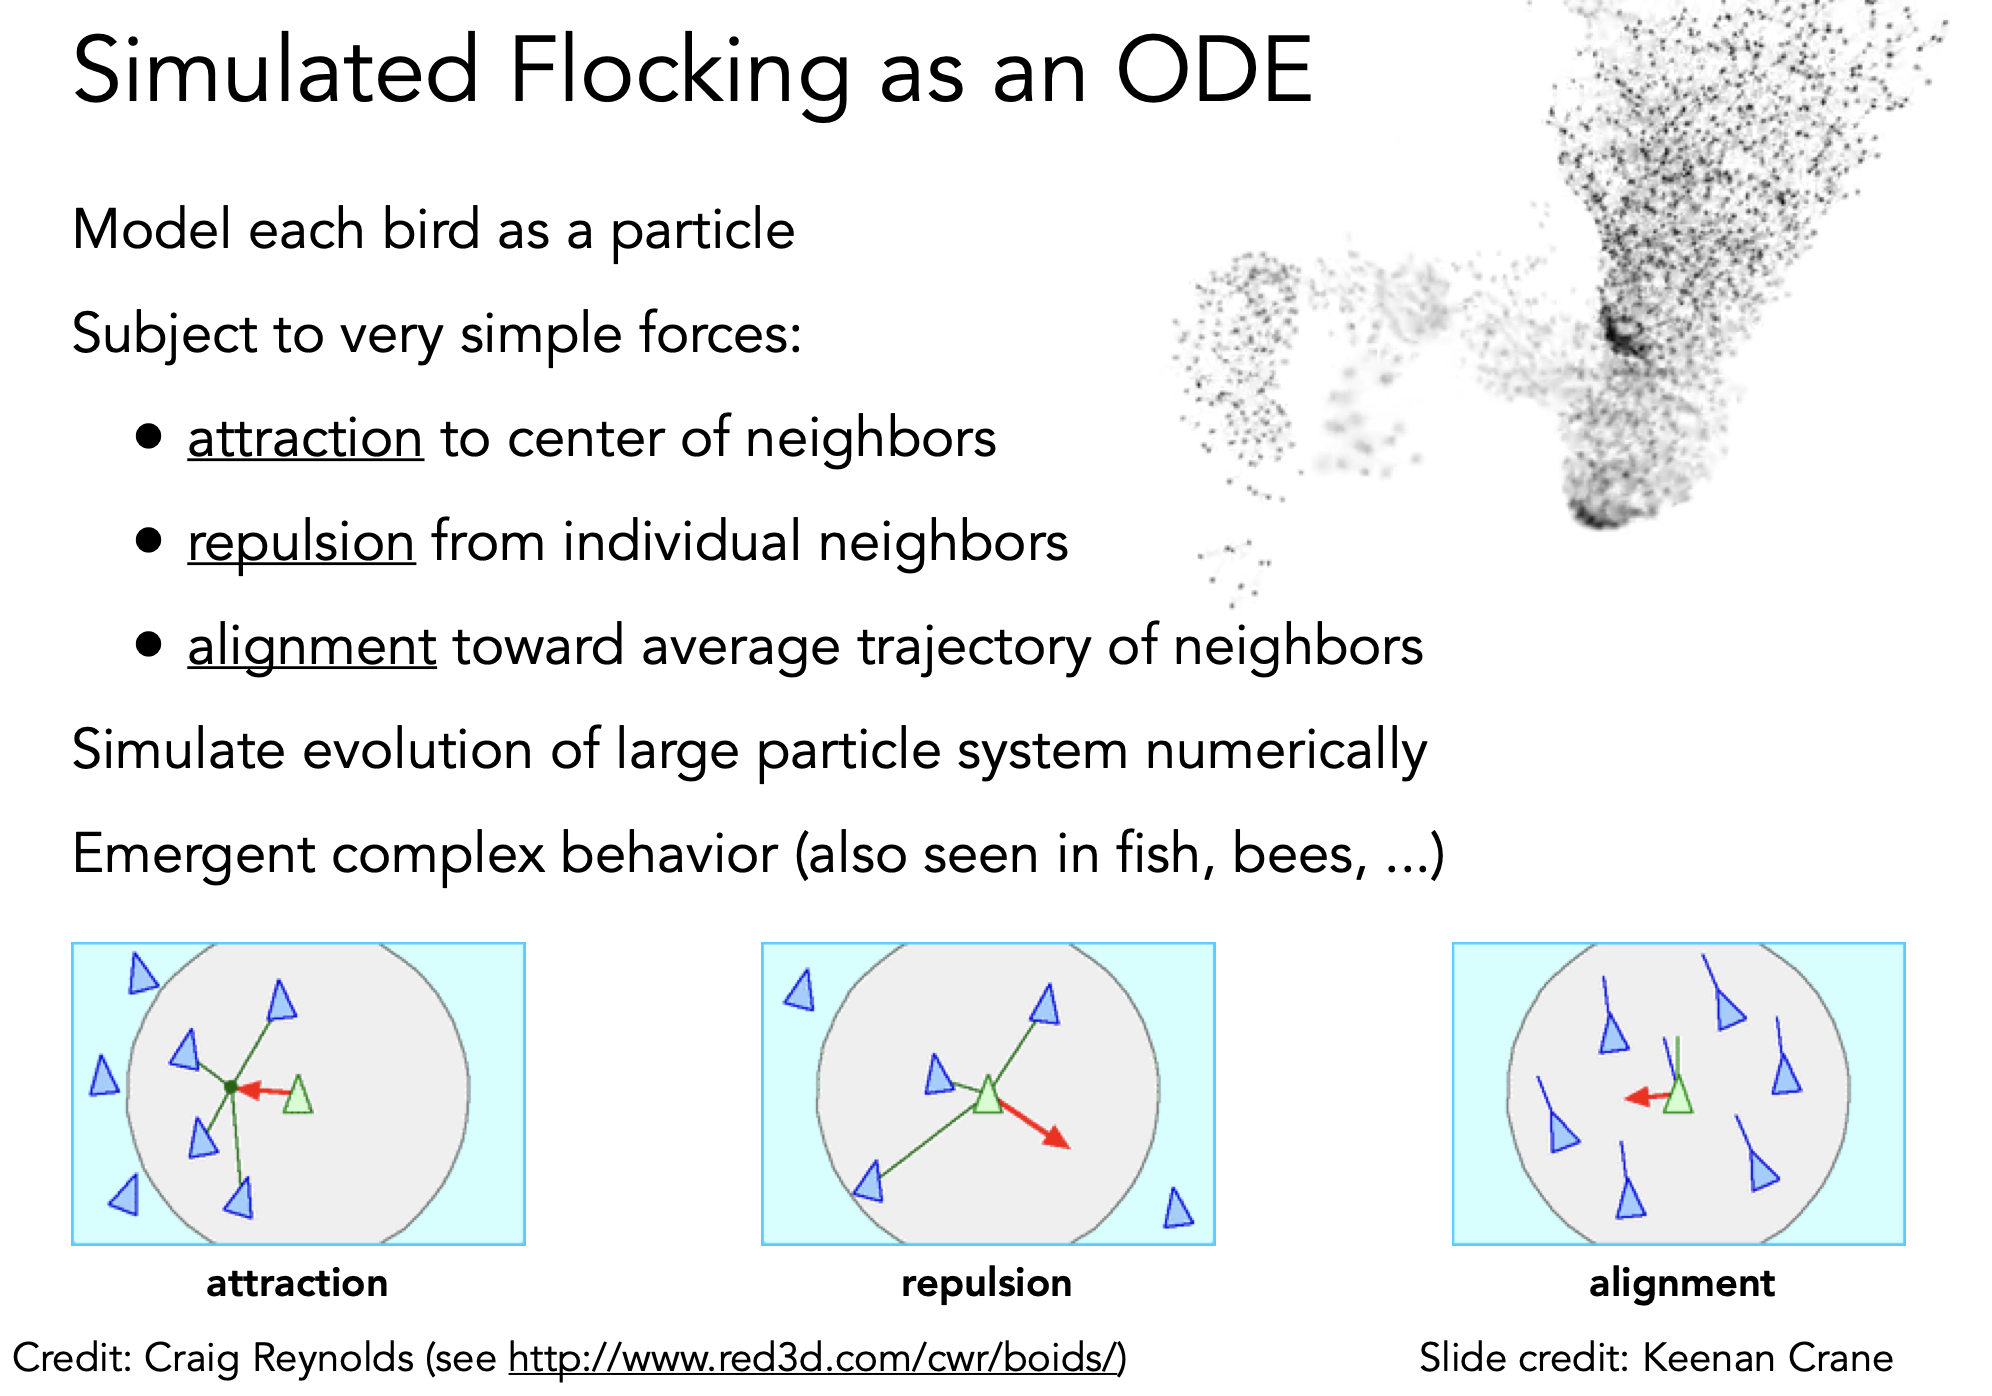 Simulated Flocking as an ODE
Model each bird as a particle
Subject to very simple forces:
• attraction to center of neighbors
• repulsion from individual neighbors
• alignment toward average trajectory of neighbors
Simulate evolution of large particle system numerically
Emergent complex behavior (also seen in fish, bees, ...)
attraction
repulsion
alignment
Credit: Craig Reynolds (see http://www.red3d.com/cwr/boids/)
Slide credit: Keenan Crane